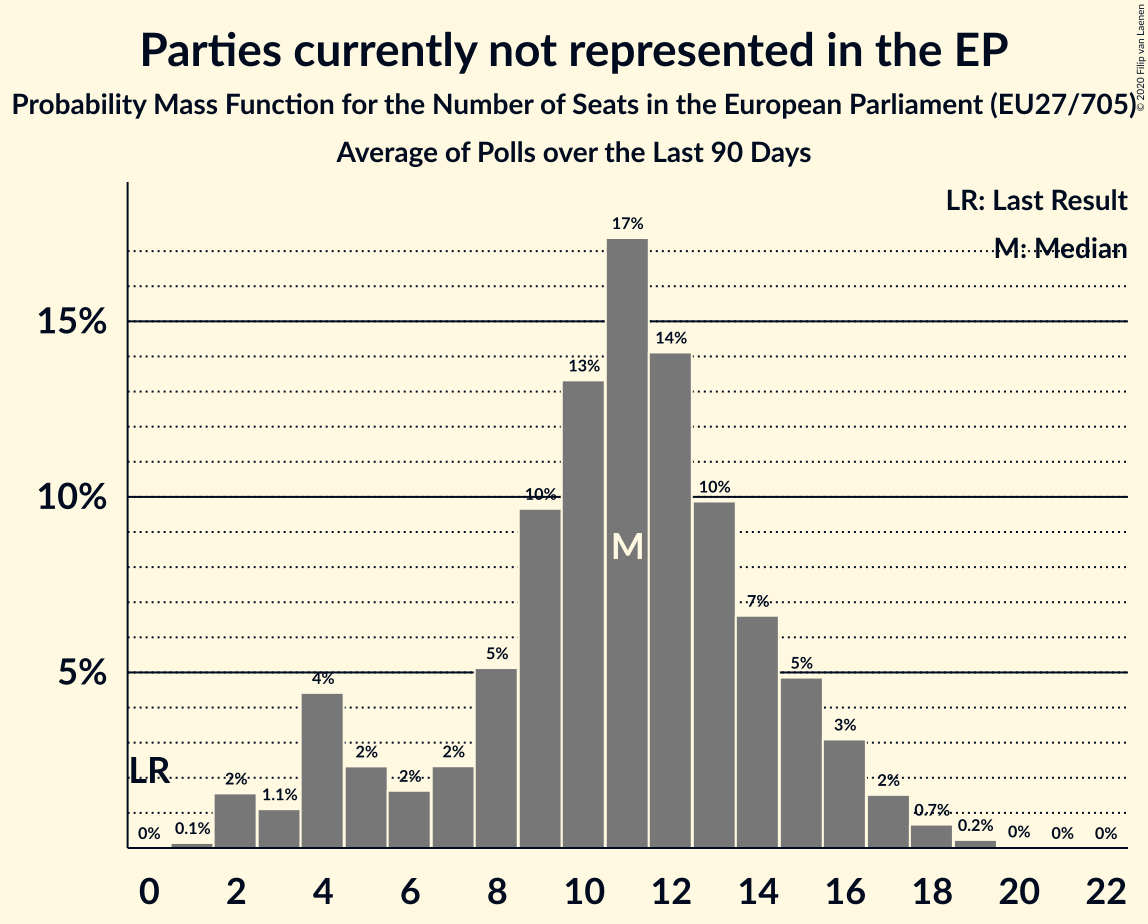 Parties currently not represented in the EP
Probability Mass Function for the Number of Seats in the European Parliament (EU27/705)
Average of Polls over the Last 90 Days
© 2020 Filip van Laenen
LR: Last Result
M: Median
15%
10%
5%
LR
M
0%
0.1%
2%
1.1%
4%
2%
2%
2%
5%
10%
13%
17%
14%
10%
7%
5%
3%
2%
0.7%
0.2%
0%
0%
0%
0 2 4 6 8 10 12 14 16 18 20 22